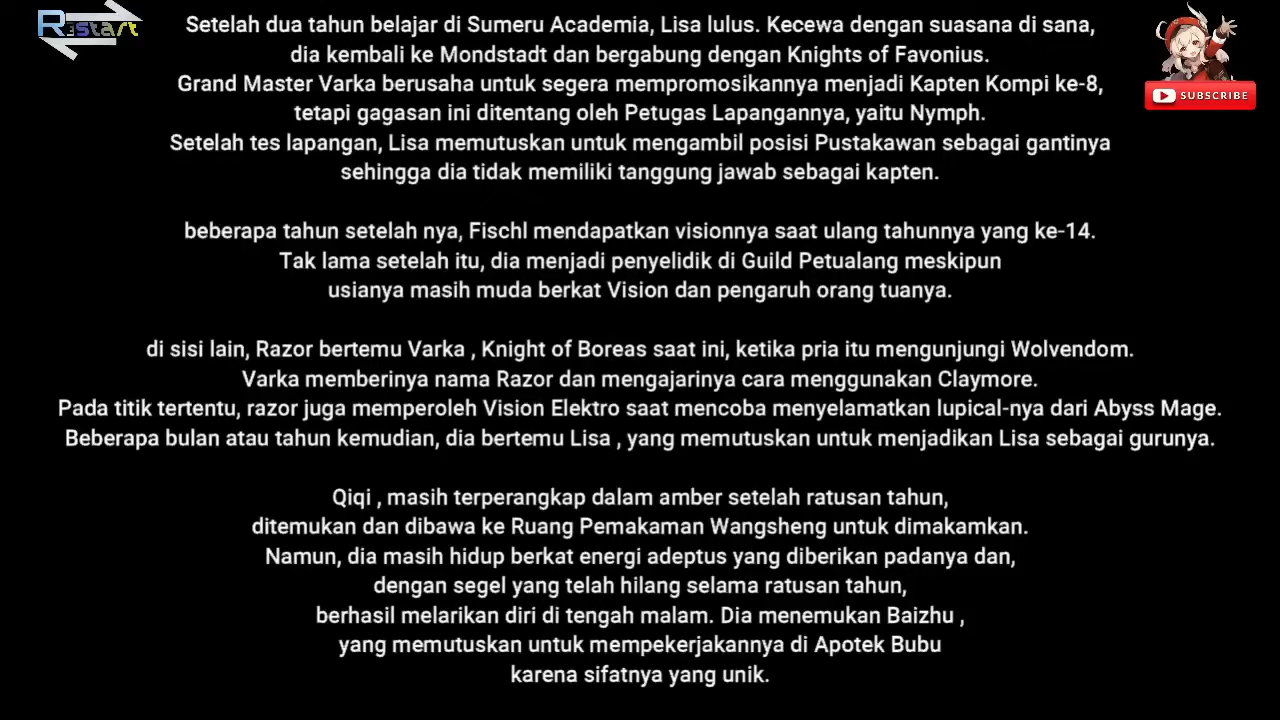 Restart
SUBSCRIBE
Setelah dua tahun belajar di Sumeru Academia, Lisa lulus. Kecewa dengan suasana di sana,
dia kembali ke Mondstadt dan bergabung dengan Knights of Favonius.
Grand Master Varka berusaha untuk segera mempromosikannya menjadi Kapten Kompi ke-8,
tetapi gagasan ini ditentang oleh Petugas Lapangannya, yaitu Nymph.
Setelah tes lapangan, Lisa memutuskan untuk mengambil posisi Pustakawan sebagai gantinya
sehingga dia tidak memiliki tanggung jawab sebagai kapten.
beberapa tahun setelah nya, Fischl mendapatkan visionnya saat ulang tahunnya yang ke-14.
Tak lama setelah itu, dia menjadi penyelidik di Guild Petualang meskipun
usianya masih muda berkat Vision dan pengaruh orang tuanya.
di sisi lain, Razor bertemu Varka , Knight of Boreas saat ini, ketika pria itu mengunjungi Wolvendom.
Varka memberinya nama Razor dan mengajarinya cara menggunakan Claymore.
Pada titik tertentu, razor juga memperoleh Vision Elektro saat mencoba menyelamatkan lupical-nya dari Abyss Mage.
Beberapa bulan atau tahun kemudian, dia bertemu Lisa , yang memutuskan untuk menjadikan Lisa sebagai gurunya.
Qiqi , masih terperangkap dalam amber setelah ratusan tahun,
ditemukan dan dibawa ke Ruang Pemakaman Wangsheng untuk dimakamkan.
Namun, dia masih hidup berkat energi adeptus yang diberikan padanya dan,
dengan segel yang telah hilang selama ratusan tahun,
berhasil melarikan diri di tengah malam. Dia menemukan Baizhu ,
yang memutuskan untuk mempekerjakannya di Apotek Bubu
karena sifatnya yang unik.